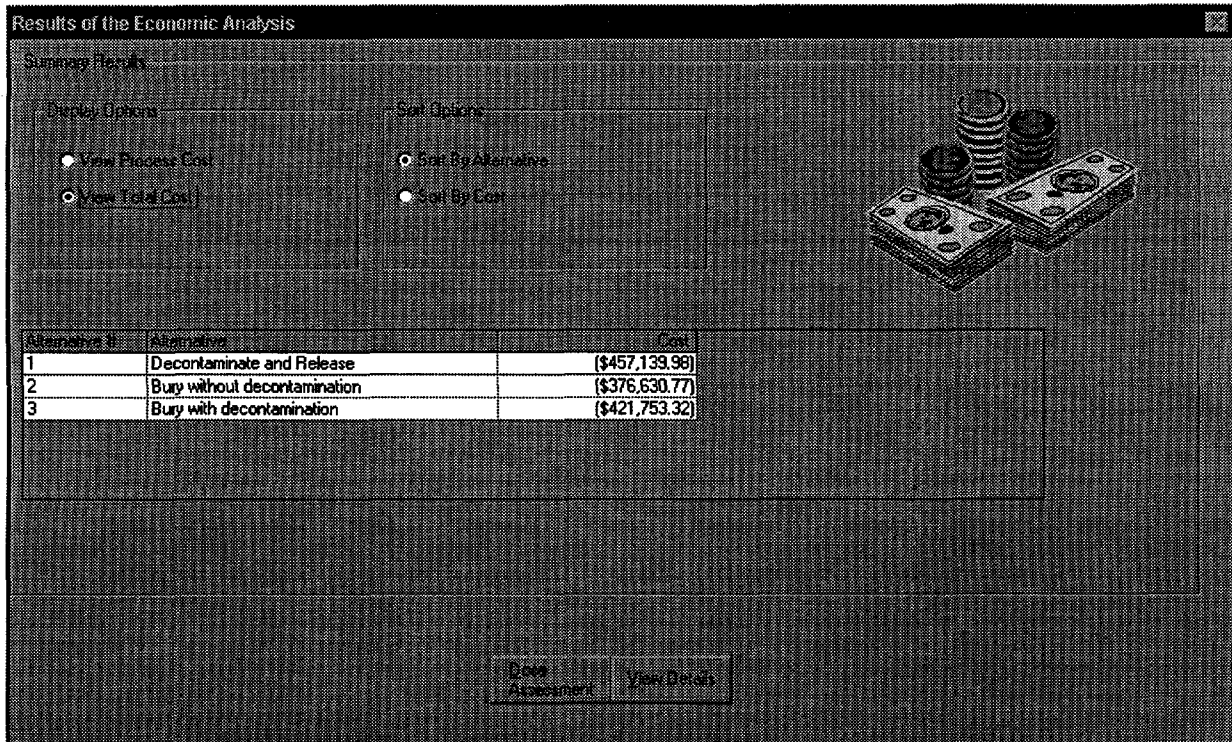 Results of the Economic Analysis
Summary Results
Display Options
Sort Options
View Process Cost
Sort By Alternative
View Total Cost
Sort By Cost
Alternative # Alternative Cost
1 Decontaminate and Release ($457,139.98)
2 Bury without decontamination ($376,630.77)
3 Bury with decontamination ($421,753.32)
Dose
Assessment
View Details